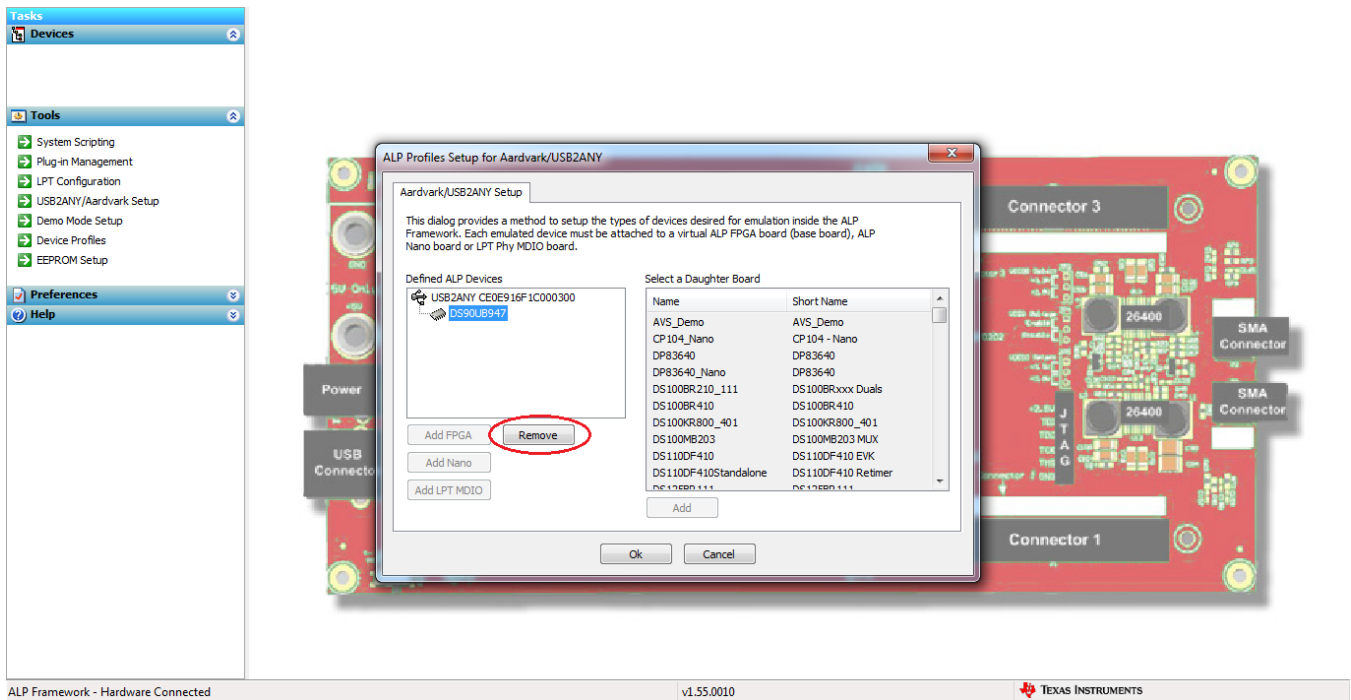 Tasks
Devices
Tools
System Scripting
Plug-in Management
LPT Configuration
USB2ANY/Aardvark Setup
Demo Mode Setup
Device Profiles
EEPROM Setup
Preferences
Help
ALP Profiles Setup for Aardvark/USB2ANY
Aardvark/USB2ANY Setup
This dialog provides a method to setup the types of devices desired for emulation inside the ALP
Framework. Each emulated device must be attached to a virtual ALP FPGA board (base board), ALP
Nano board or LPT Phy MDIO board.
Defined ALP Devices
USB2ANY CE0E916F1C000300
DS90UB947
Add FPGA
Remove
Add Nano
Add LPT MDIO
Select a Daughter Board
Name Short Name
AVS_Demo AVS_Demo
CP104_Nano CP104 - Nano
DP83640 DP83640
DP83640_Nano DP83640
DS100BR210_111 DS100BRxxx Duals
DS100BR410 DS100BR410
DS100KR800_401 DS100KR800_401
DS100MB203 DS100MB203 MUX
DS110DF410 DS110DF410 EVK
DS110DF410Standalone DS110DF410 Retimer
Add
Ok
Cancel
Power
USB
Connecto
Connector 3
26400
SMA
Connector
SMA
Connector
26400
JTAG
Connector 1
ALP Framework - Hardware Connected
v1.55.0010
TEXAS INSTRUMENTS